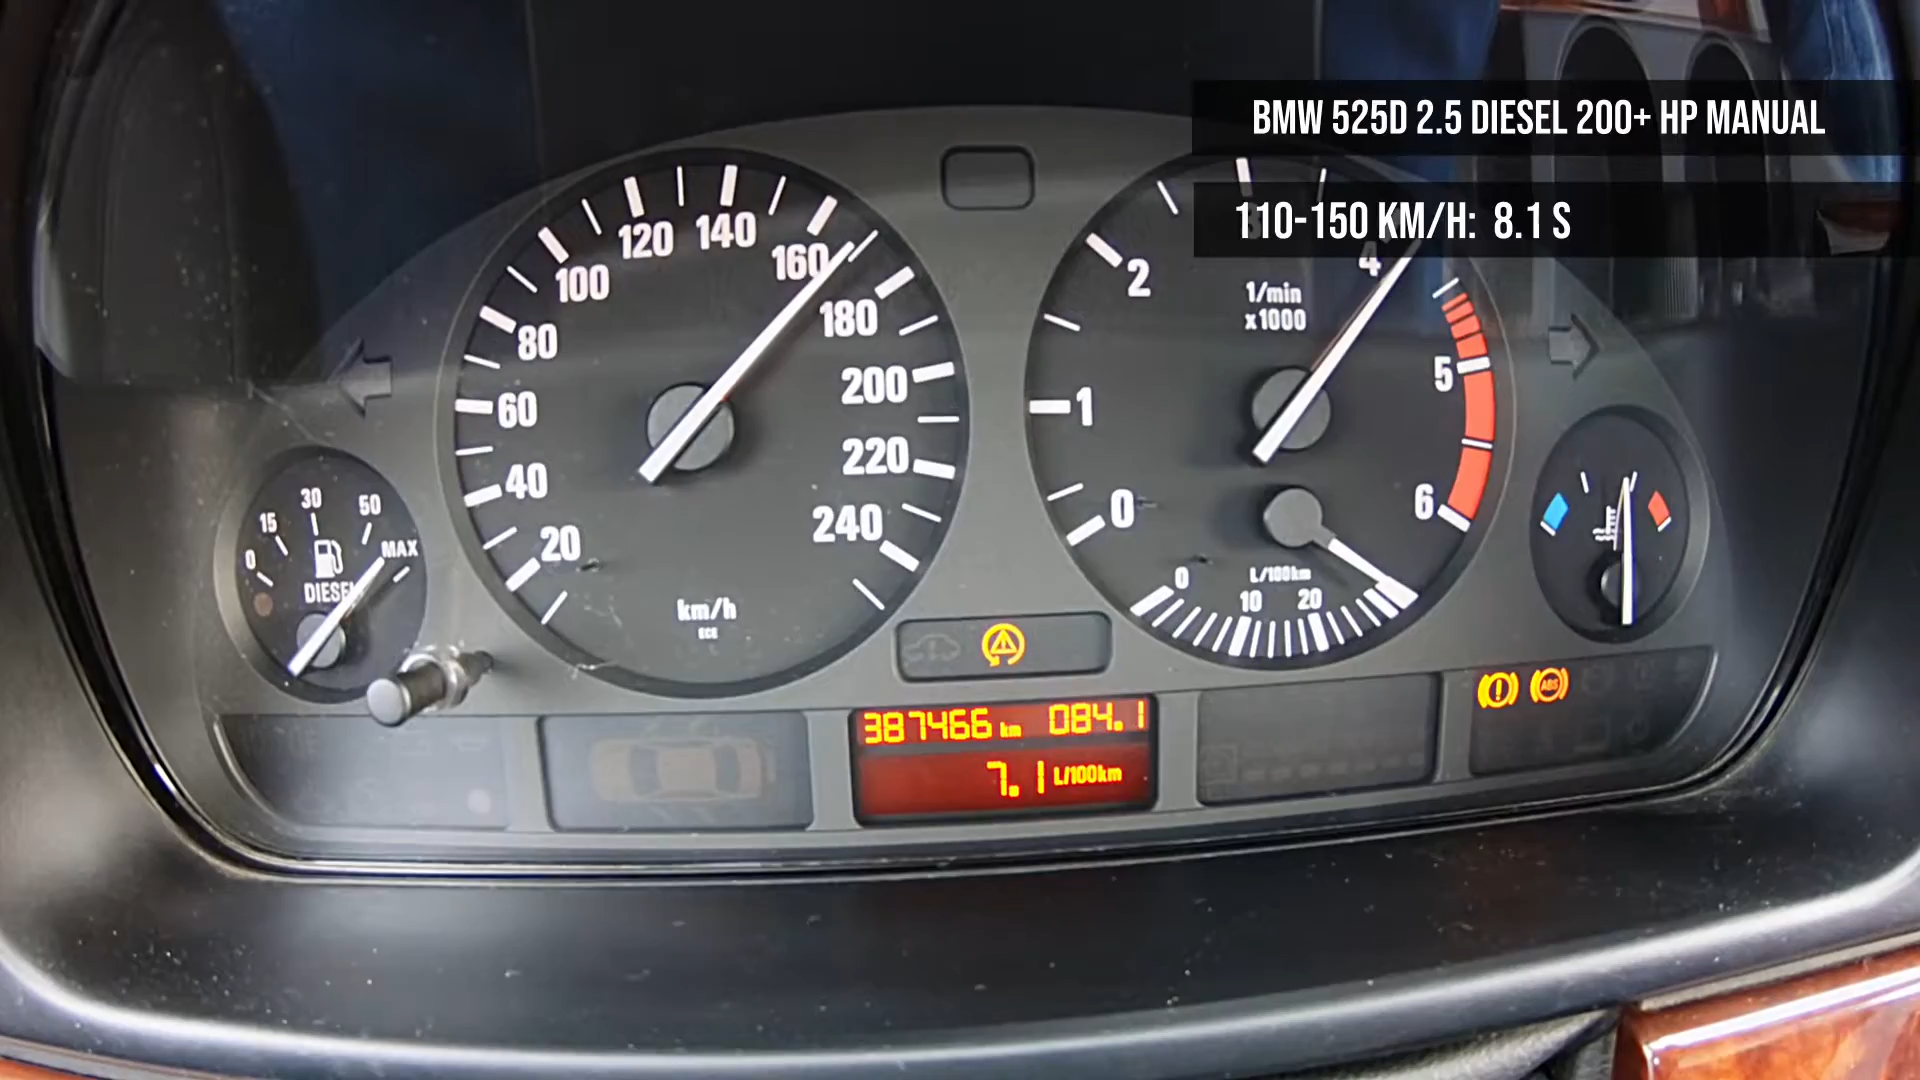 BMW 525D 2.5 DIESEL 200+ HP MANUAL
110-150 KM/H: 8.1 S
20
40
60
80
100
120
140
160
180
200
220
240
km/h
ECE
0
1
2
4
5
6
1/min
x1000
0
15
30
50
MAX
DIESEL
0
10
20
L/100km
ABS
387466 km 084.1
7.1 L/100km